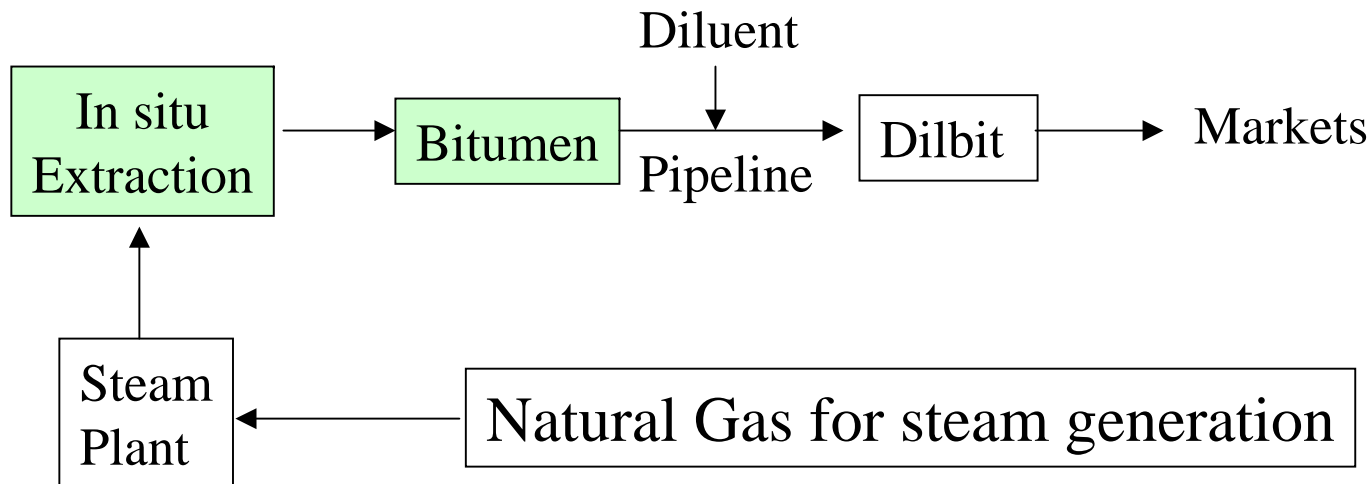 Diluent
In situ
Extraction
Bitumen
Pipeline
Dilbit
Markets
Steam
Plant
Natural Gas for steam generation